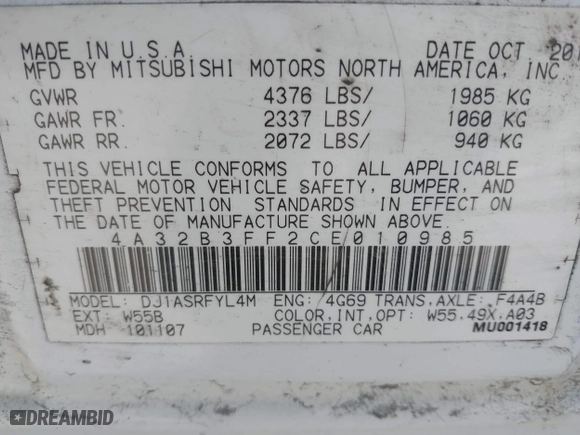 MADE IN U.S.A. DATE OCT
MFD BY MITSUBISHI MOTORS NORTH AMERICA, INC
GVWR 4376 LBS/ 1985 KG
GAWR FR. 2337 LBS/ 1060 KG
GAWR RR. 2072 LBS/ 940 KG
THIS VEHICLE CONFORMS TO ALL APPLICABLE
FEDERAL MOTOR VEHICLE SAFETY, BUMPER, AND
THEFT PREVENTION STANDARDS IN EFFECT ON
THE DATE OF MANUFACTURE SHOWN ABOVE.
4A32B3FF2CE010985
MODEL: DJ1ASRFYL4M ENG: 4G69 TRANS.AXLE: F4A4B
EXT: W55B COLOR.INT.OPT: W55.49X.A03
MDH 101107 PASSENGER CAR MU001418
DREAMBID